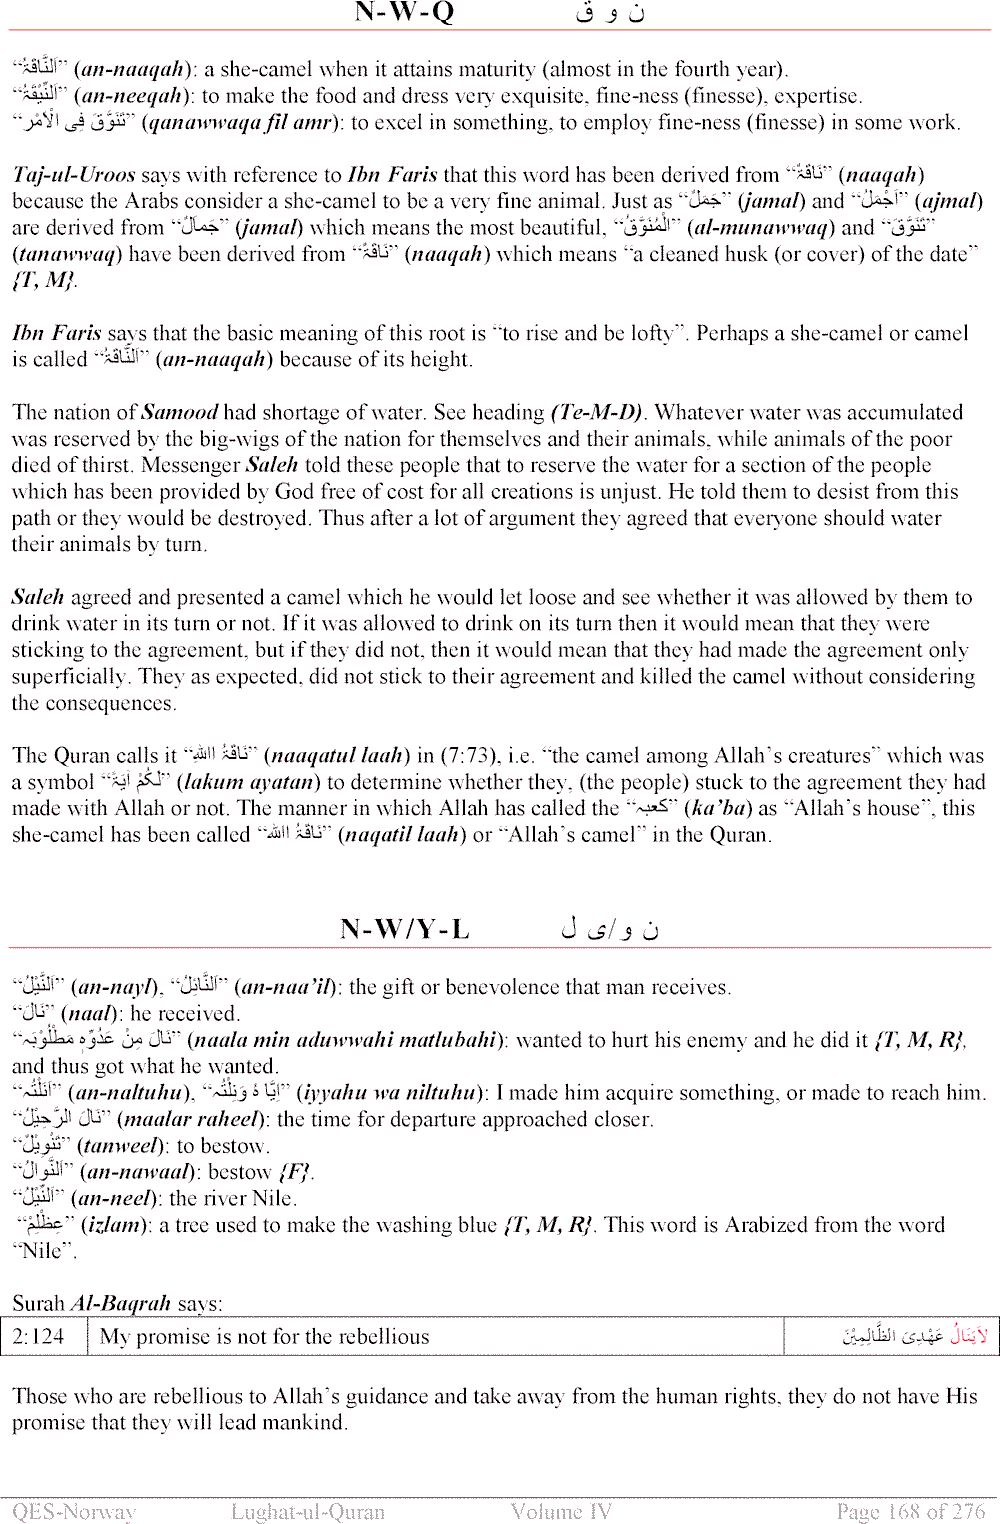 N-W-Q ن و ق
“اَلنَّاقَۃُ” (an-naaqah): a she-camel when it attains maturity (almost in the fourth year).
“اَلنِّیْقَۃُ” (an-neeqah): to make the food and dress very exquisite, fine-ness (finesse), expertise.
“تَنَوَّقَ فِی الْاَمْرِ” (qanawwaqa fil amr): to excel in something, to employ fine-ness (finesse) in some work.
Taj-ul-Uroos says with reference to Ibn Faris that this word has been derived from “نَاقَۃٌ” (naaqah)
because the Arabs consider a she-camel to be a very fine animal. Just as “جَمَلٌ” (jamal) and “اَجْمَلُ” (ajmal)
are derived from “جَمَالٌ” (jamal) which means the most beautiful, “اَلْمُنَوَّقُ” (al-munawwaq) and “تَنَوَّقَ”
(tanawwaq) have been derived from “نَاقَۃٌ” (naaqah) which means “a cleaned husk (or cover) of the date”
{T, M}.
Ibn Faris says that the basic meaning of this root is “to rise and be lofty”. Perhaps a she-camel or camel
is called “اَلنَّاقَۃُ” (an-naaqah) because of its height.
The nation of Samood had shortage of water. See heading (Te-M-D). Whatever water was accumulated
was reserved by the big-wigs of the nation for themselves and their animals, while animals of the poor
died of thirst. Messenger Saleh told these people that to reserve the water for a section of the people
which has been provided by God free of cost for all creations is unjust. He told them to desist from this
path or they would be destroyed. Thus after a lot of argument they agreed that everyone should water
their animals by turn.
Saleh agreed and presented a camel which he would let loose and see whether it was allowed by them to
drink water in its turn or not. If it was allowed to drink on its turn then it would mean that they were
sticking to the agreement, but if they did not, then it would mean that they had made the agreement only
superficially. They as expected, did not stick to their agreement and killed the camel without considering
the consequences.
The Quran calls it “نَاقَۃُ اللہِ” (naaqatul laah) in (7:73), i.e. “the camel among Allah’s creatures” which was
a symbol “لَکُمْ اٰیَۃً” (lakum ayatan) to determine whether they, (the people) stuck to the agreement they had
made with Allah or not. The manner in which Allah has called the “کعبہ” (ka’ba) as “Allah’s house”, this
she-camel has been called “نَاقَۃُ اللہ” (naqatil laah) or “Allah’s camel” in the Quran.
N-W/Y-L ن و/ی ل
“اَلنَّیْلُ” (an-nayl), “اَلنَّائِلُ” (an-naa’il): the gift or benevolence that man receives.
“نَالَ” (naal): he received.
“نَالَ مِنْ عَدُوِّہٖ مَطْلُوْبَہٗ” (naala min aduwwahi matlubahi): wanted to hurt his enemy and he did it {T, M, R},
and thus got what he wanted.
“اَنَلْتُہٗ” (an-naltuhu), “اِیَّا ہُ وَنِلْتُہٗ” (iyyahu wa niltuhu): I made him acquire something, or made to reach him.
“نَالَ الرَّحِیْلُ” (maalar raheel): the time for departure approached closer.
“تَنْوِیْلٌ” (tanweel): to bestow.
“اَلنَّوَالُ” (an-nawaal): bestow {F}.
“اَلنِّیْلُ” (an-neel): the river Nile.
“عِظْلِمٌ” (izlam): a tree used to make the washing blue {T, M, R}. This word is Arabized from the word
“Nile”.
Surah Al-Baqrah says:
2:124 My promise is not for the rebellious لاَیَنَالُ عَہْدِی الظَّالِمِیْنَ
Those who are rebellious to Allah’s guidance and take away from the human rights, they do not have His
promise that they will lead mankind.
QES-Norway Lughat-ul-Quran Volume IV Page 168 of 276